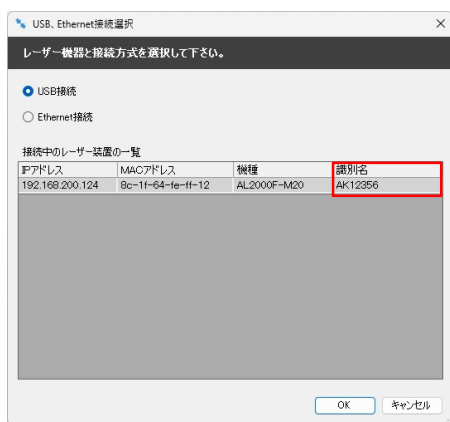 USB、Ethernet接続選択
レーザー機器と接続方式を選択して下さい。
USB接続
Ethernet接続
接続中のレーザー装置の一覧
IPアドレス MACアドレス 機種 識別名
192.168.200.124 8c-1f-64-fe-ff-12 AL2000F-M20 AK12356
OK キャンセル